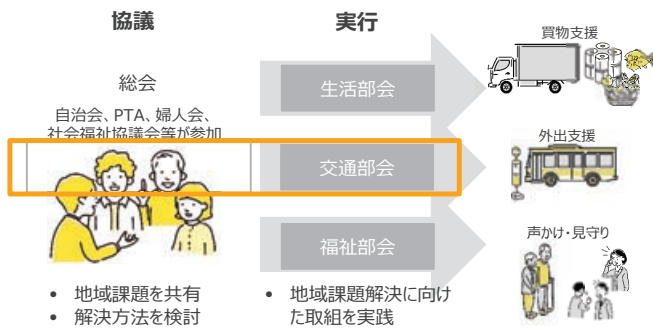 協議
実行
総会
自治会、PTA、婦人会、
社会福祉協議会等が参加
• 地域課題を共有
• 解決方法を検討
生活部会
交通部会
福祉部会
• 地域課題解決に向け
た取組を実践
買物支援
外出支援
声かけ・見守り